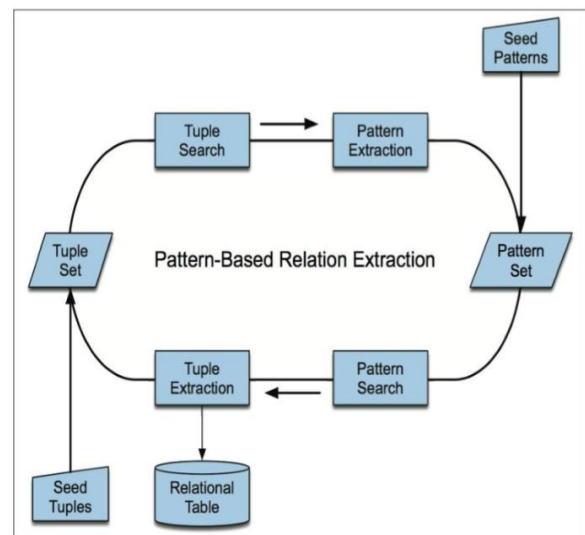 Seed
Patterns
Tuple
Search
Pattern
Extraction
Tuple
Set
Pattern-Based Relation Extraction
Pattern
Set
Tuple
Extraction
Pattern
Search
Seed
Tuples
Relational
Table